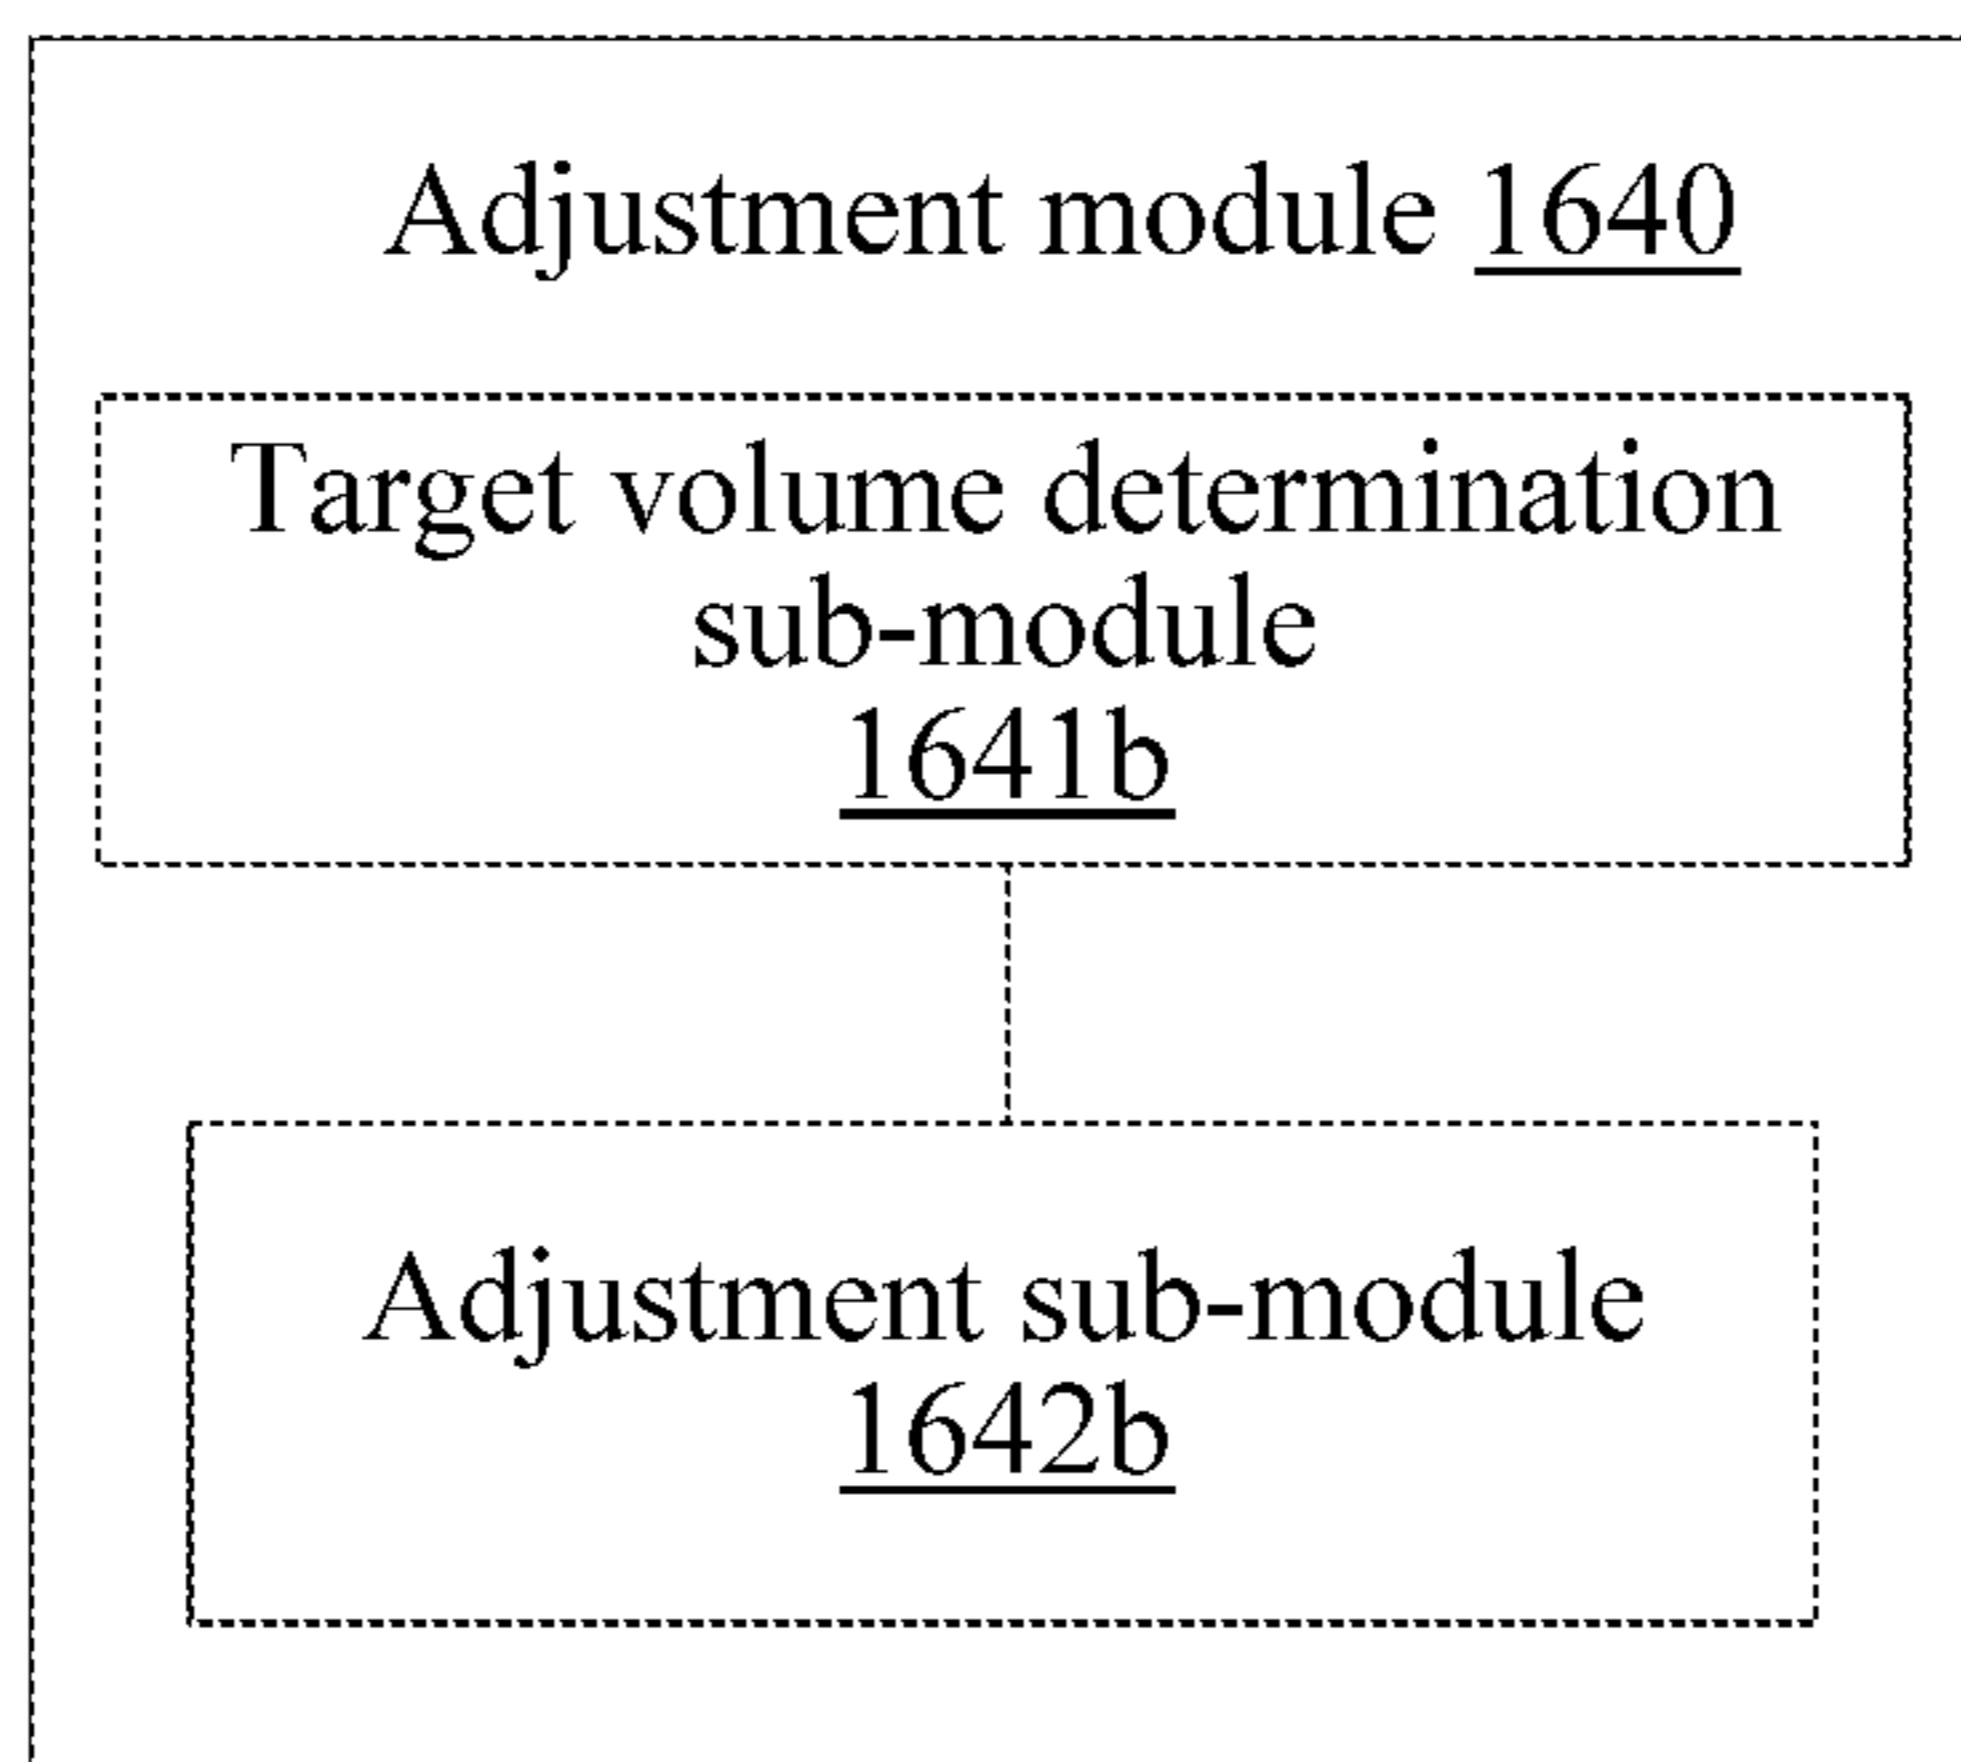 Adjustment module 1640
Target volume determination
sub-module
1641b
Adjustment sub-module
1642b